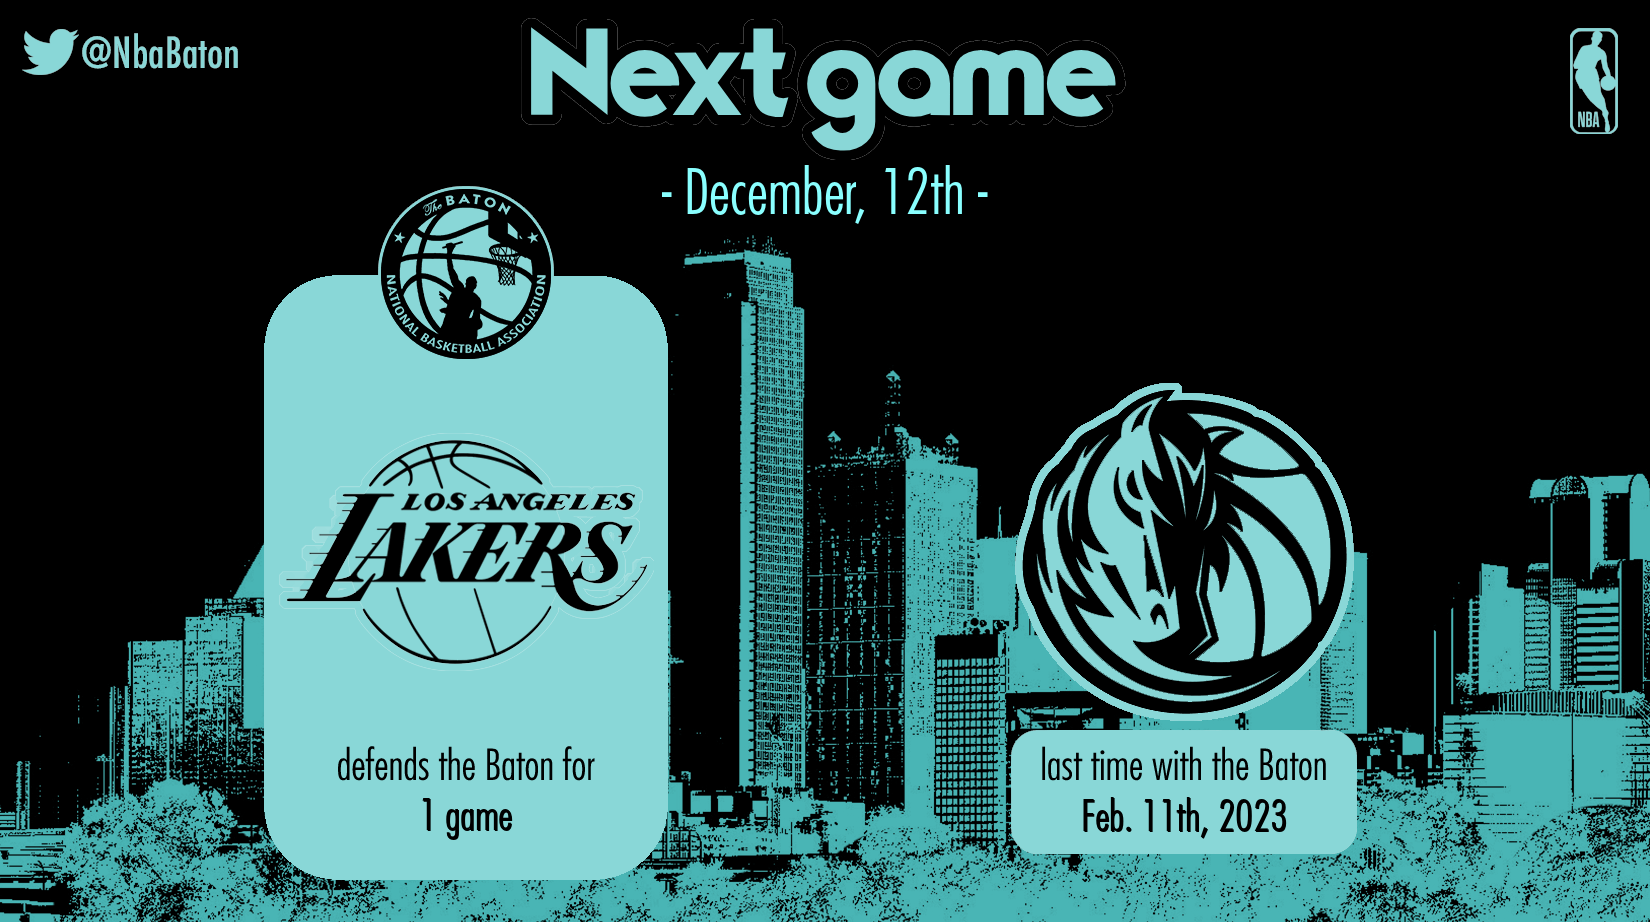 @NbaBaton
Next game
NBA
- December, 12th -
The BATON
NATIONAL BASKETBALL ASSOCIATION
LOS ANGELES
LAKERS
defends the Baton for
1 game
last time with the Baton
Feb. 11th, 2023